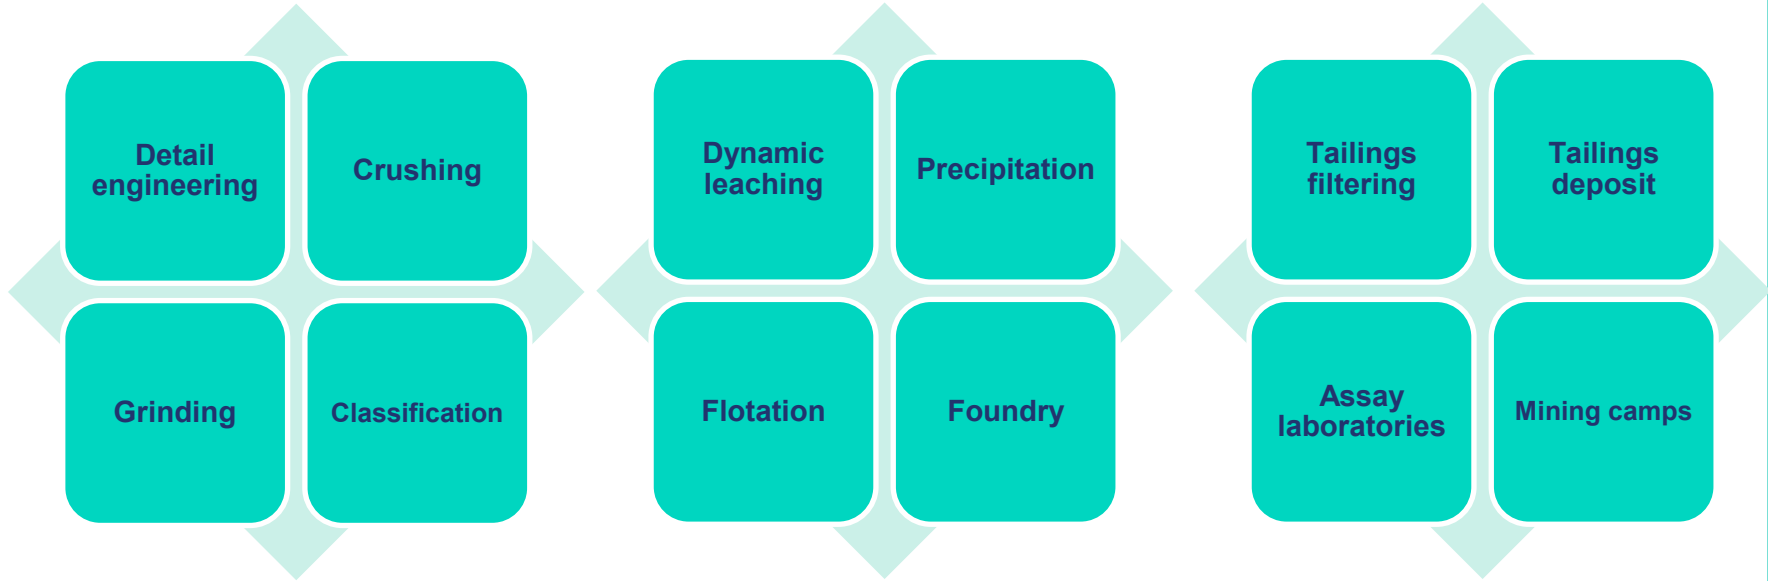 Detail
engineering
Crushing
Grinding
Classification
Dynamic
leaching
Precipitation
Flotation
Foundry
Tailings
filtering
Tailings
deposit
Assay
laboratories
Mining camps